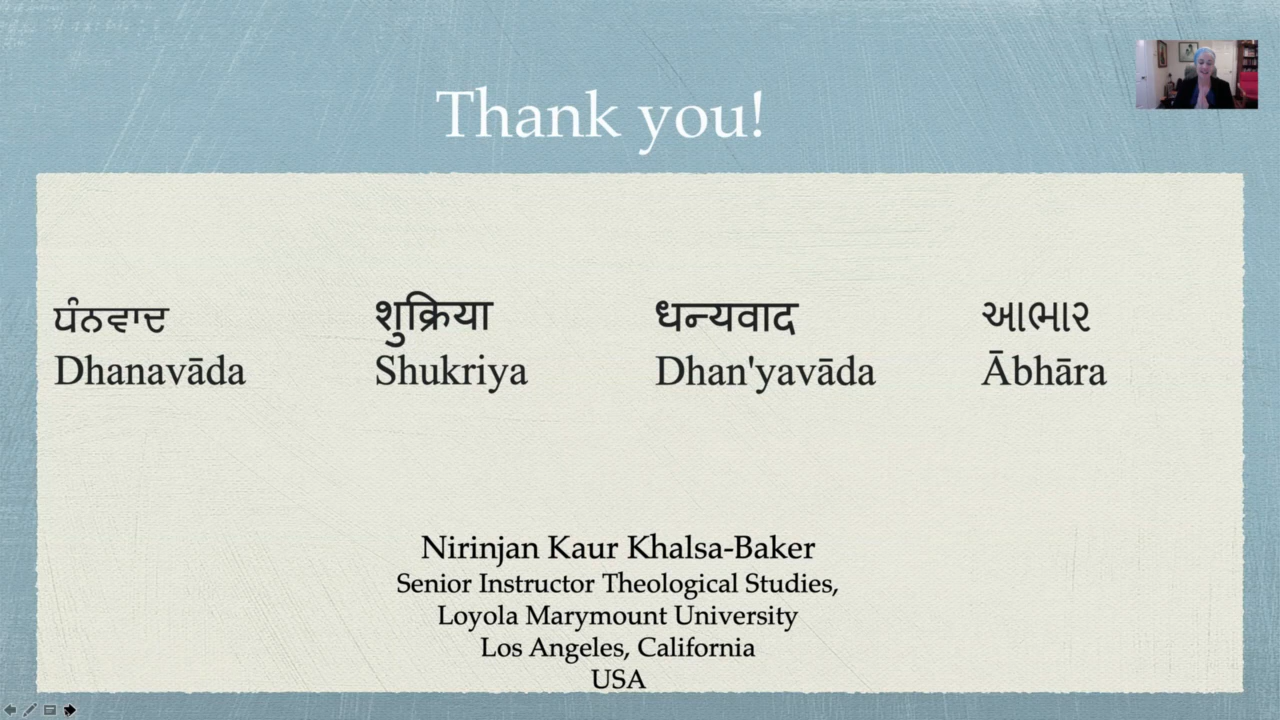 Thank you!
ਧੰਨਵਾਦ शुक्रिया धन्यवाद આભાર
Dhanavāda Shukriya Dhan'yavāda Ābhāra
Nirinjan Kaur Khalsa-Baker
Senior Instructor Theological Studies,
Loyola Marymount University
Los Angeles, California
USA